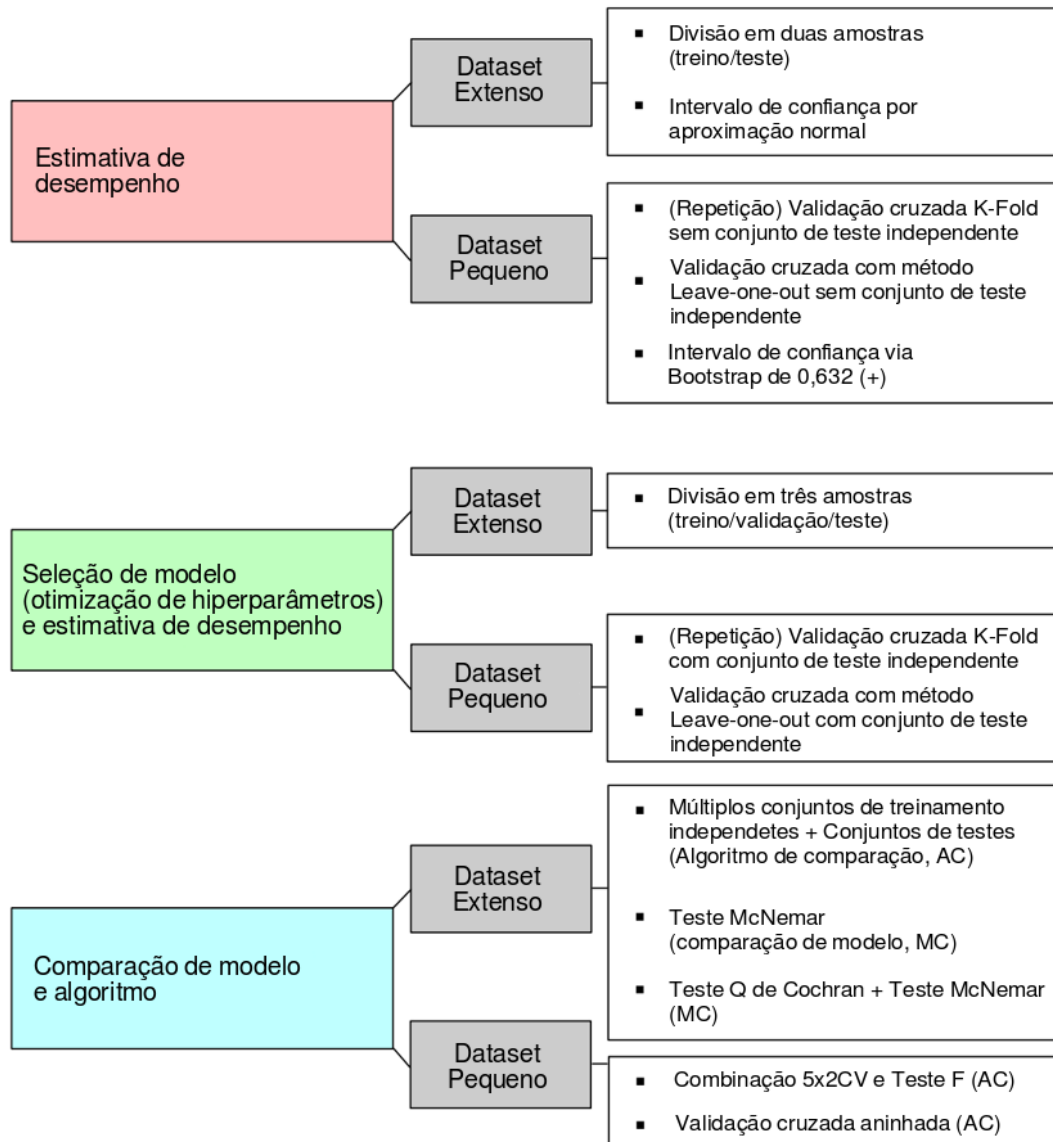 Estimativa de
desempenho
Dataset
Extenso
▪ Divisão em duas amostras
(treino/teste)
▪ Intervalo de confiança por
aproximação normal
Dataset
Pequeno
▪ (Repetição) Validação cruzada K-Fold
sem conjunto de teste independente
▪ Validação cruzada com método
Leave-one-out sem conjunto de teste
independente
▪ Intervalo de confiança via
Bootstrap de 0,632 (+)
Seleção de modelo
(otimização de hiperparâmetros)
e estimativa de desempenho
Dataset
Extenso
▪ Divisão em três amostras
(treino/validação/teste)
Dataset
Pequeno
▪ (Repetição) Validação cruzada K-Fold
com conjunto de teste independente
▪ Validação cruzada com método
Leave-one-out com conjunto de teste
independente
Comparação de modelo
e algoritmo
Dataset
Extenso
▪ Múltiplos conjuntos de treinamento
independetes + Conjuntos de testes
(Algoritmo de comparação, AC)
▪ Teste McNemar
(comparação de modelo, MC)
▪ Teste Q de Cochran + Teste McNemar
(MC)
Dataset
Pequeno
▪ Combinação 5x2CV e Teste F (AC)
▪ Validação cruzada aninhada (AC)